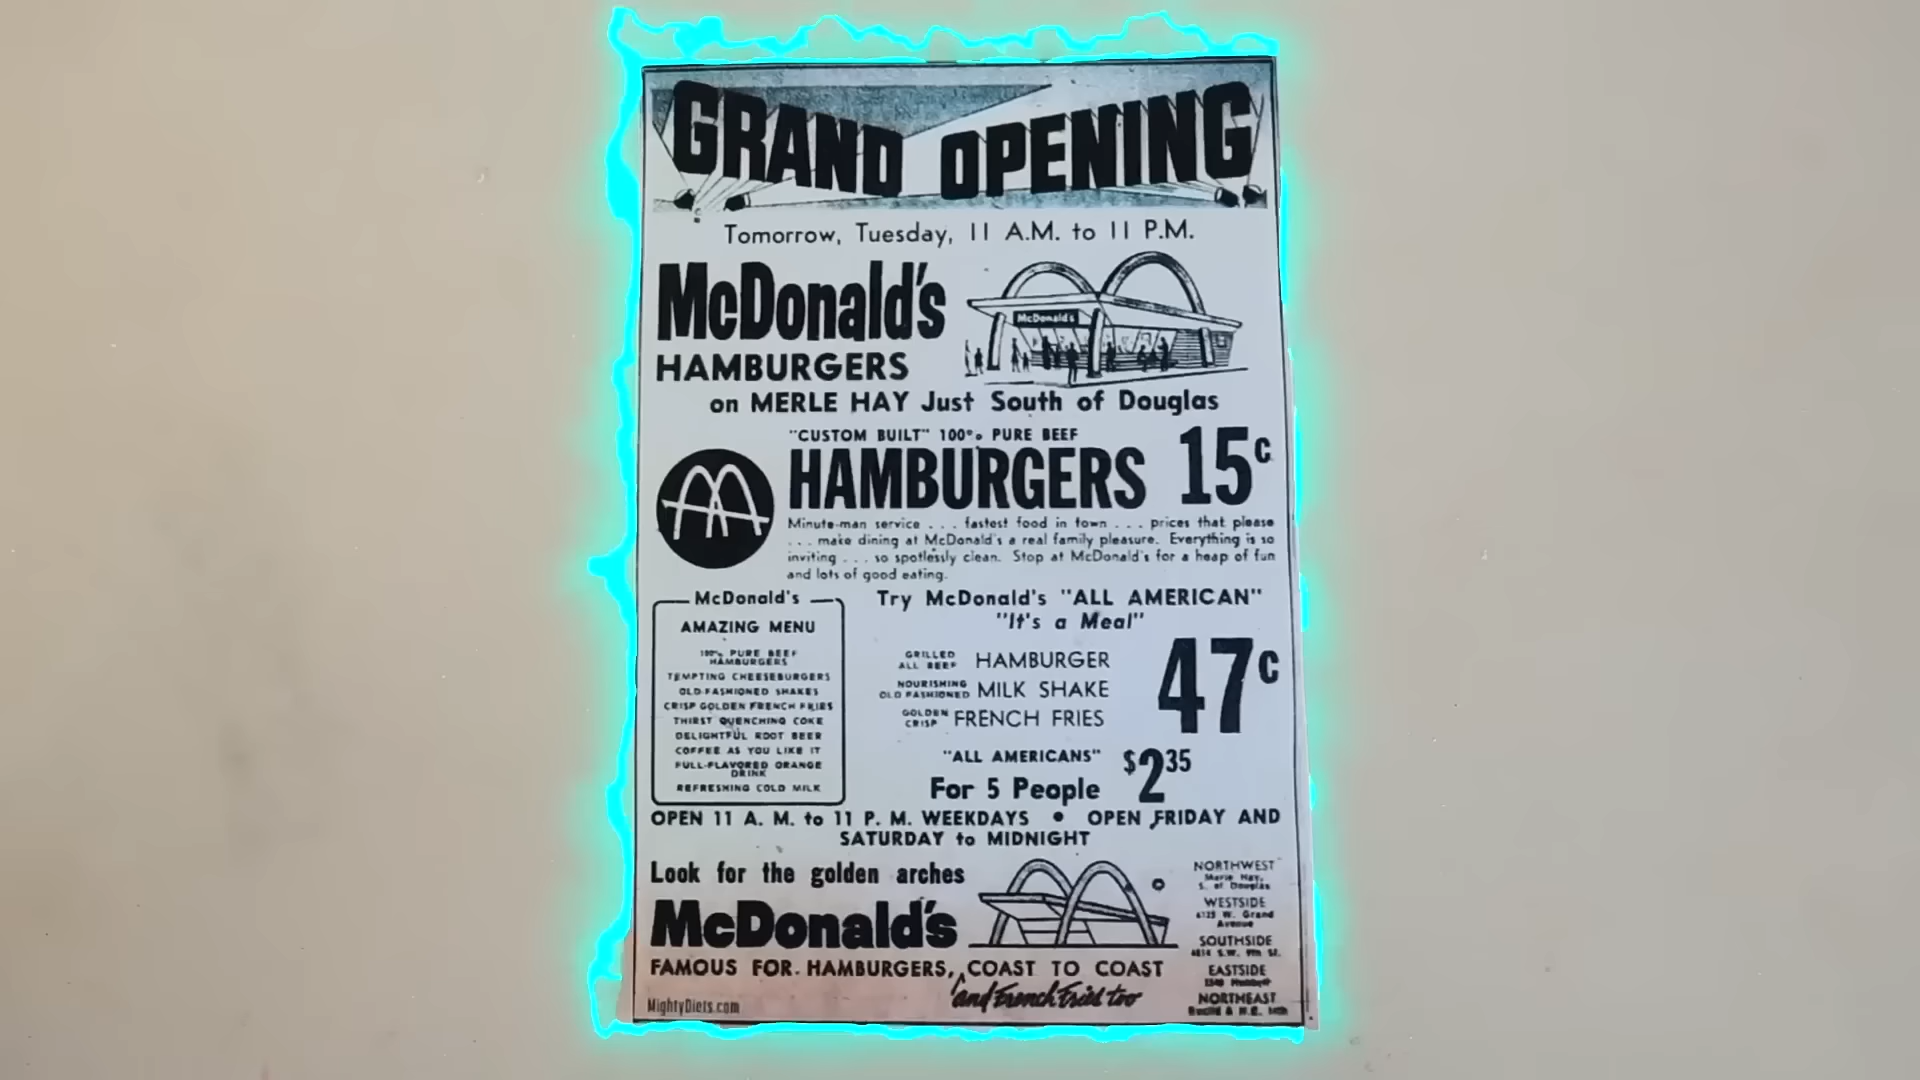 GRAND OPENING
Tomorrow, Tuesday, 11 A.M. to 11 P.M.
McDonald's
HAMBURGERS
McDonald's
on MERLE HAY Just South of Douglas
"CUSTOM BUILT" 100% PURE BEEF
HAMBURGERS 15c
Minute-man service . . . fastest food in town . . . prices that please
. . . make dining at McDonald's a real family pleasure. Everything is so
inviting . . . so spotlessly clean. Stop at McDonald's for a heap of fun
and lots of good eating.
McDonald's
AMAZING MENU
100% PURE BEEF
HAMBURGERS
TEMPTING CHEESEBURGERS
OLD-FASHIONED SHAKES
CRISP GOLDEN FRENCH FRIES
THIRST QUENCHING COKE
DELIGHTFUL ROOT BEER
COFFEE AS YOU LIKE IT
FULL-FLAVORED ORANGE
DRINK
REFRESHING COLD MILK
Try McDonald's "ALL AMERICAN"
"It's a Meal"
GRILLED
ALL BEEF HAMBURGER
NOURISHING
OLD FASHIONED MILK SHAKE
GOLDEN
CRISP FRENCH FRIES
47c
"ALL AMERICANS"
For 5 People
$2 35
OPEN 11 A. M. to 11 P. M. WEEKDAYS • OPEN FRIDAY AND
SATURDAY to MIDNIGHT
Look for the golden arches
McDonald's
FAMOUS FOR HAMBURGERS, COAST TO COAST
and French Fries too
MightyDiets.com
NORTHWEST
Merle Hay,
S. of Douglas
WESTSIDE
6125 W. Grand
Avenue
SOUTHSIDE
S.W. 9th St.
EASTSIDE
NORTHEAST
Euclid & N.E. 14th